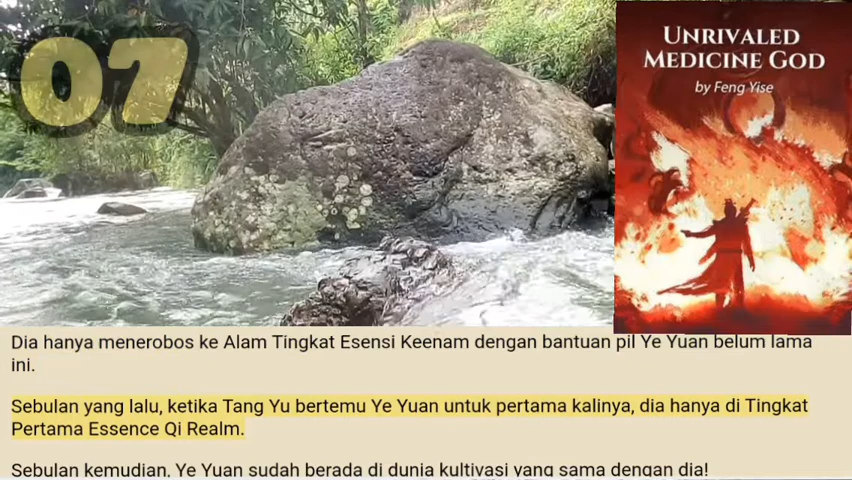 07
UNRIVALED
MEDICINE GOD
by Feng Yise
Dia hanya menerobos ke Alam Tingkat Esensi Keenam dengan bantuan pil Ye Yuan belum lama
ini.
Sebulan yang lalu, ketika Tang Yu bertemu Ye Yuan untuk pertama kalinya, dia hanya di Tingkat
Pertama Essence Qi Realm.
Sebulan kemudian, Ye Yuan sudah berada di dunia kultivasi yang sama dengan dia!